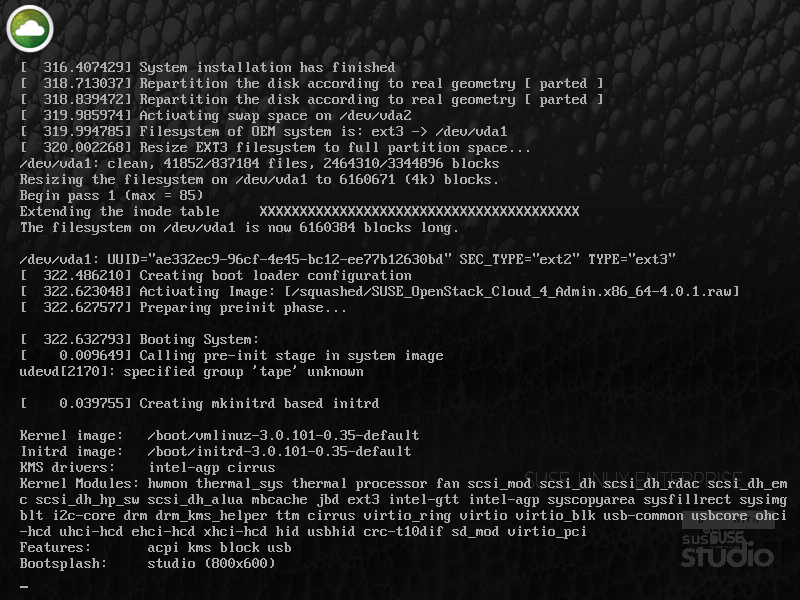 [  316.407429] System installation has finished
[  318.713037] Repartition the disk according to real geometry [ parted ]
[  318.839472] Repartition the disk according to real geometry [ parted ]
[  319.985974] Activating swap space on /dev/vda2
[  319.994785] Filesystem of OEM system is: ext3 -> /dev/vda1
[  320.002268] Resize EXT3 filesystem to full partition space...
/dev/vda1: clean, 41852/837184 files, 2464310/3344896 blocks
Resizing the filesystem on /dev/vda1 to 6160671 (4k) blocks.
Begin pass 1 (max = 85)
Extending the inode table     XXXXXXXXXXXXXXXXXXXXXXXXXXXXXXXXXXXXXXXX
The filesystem on /dev/vda1 is now 6160384 blocks long.
/dev/vda1: UUID="ae332ec9-96cf-4e45-bc12-ee77b12630bd" SEC_TYPE="ext2" TYPE="ext3"
[  322.486210] Creating boot loader configuration
[  322.623048] Activating Image: [/squashed/SUSE_OpenStack_Cloud_4_Admin.x86_64-4.0.1.raw]
[  322.627577] Preparing preinit phase...
[  322.632793] Booting System:
[    0.009649] Calling pre-init stage in system image
udevd[2170]: specified group 'tape' unknown
[    0.039755] Creating mkinitrd based initrd
Kernel image:   /boot/vmlinuz-3.0.101-0.35-default
Initrd image:   /boot/initrd-3.0.101-0.35-default
KMS drivers:    intel-agp cirrus
SUSE LINUX ENTERPRISE
Kernel Modules: hwmon thermal_sys thermal processor fan scsi_mod scsi_dh scsi_dh_rdac scsi_dh_em
c scsi_dh_hp_sw scsi_dh_alua mbcache jbd ext3 intel-gtt intel-agp syscopyarea sysfillrect sysimg
blt i2c-core drm drm_kms_helper ttm cirrus virtio_ring virtio virtio_blk usb-common usbcore ohci
-hcd uhci-hcd ehci-hcd xhci-hcd hid usbhid crc-t10dif sd_mod virtio_pci
Features:       acpi kms block usb
Bootsplash:     studio (800x600)
SUSE
studio